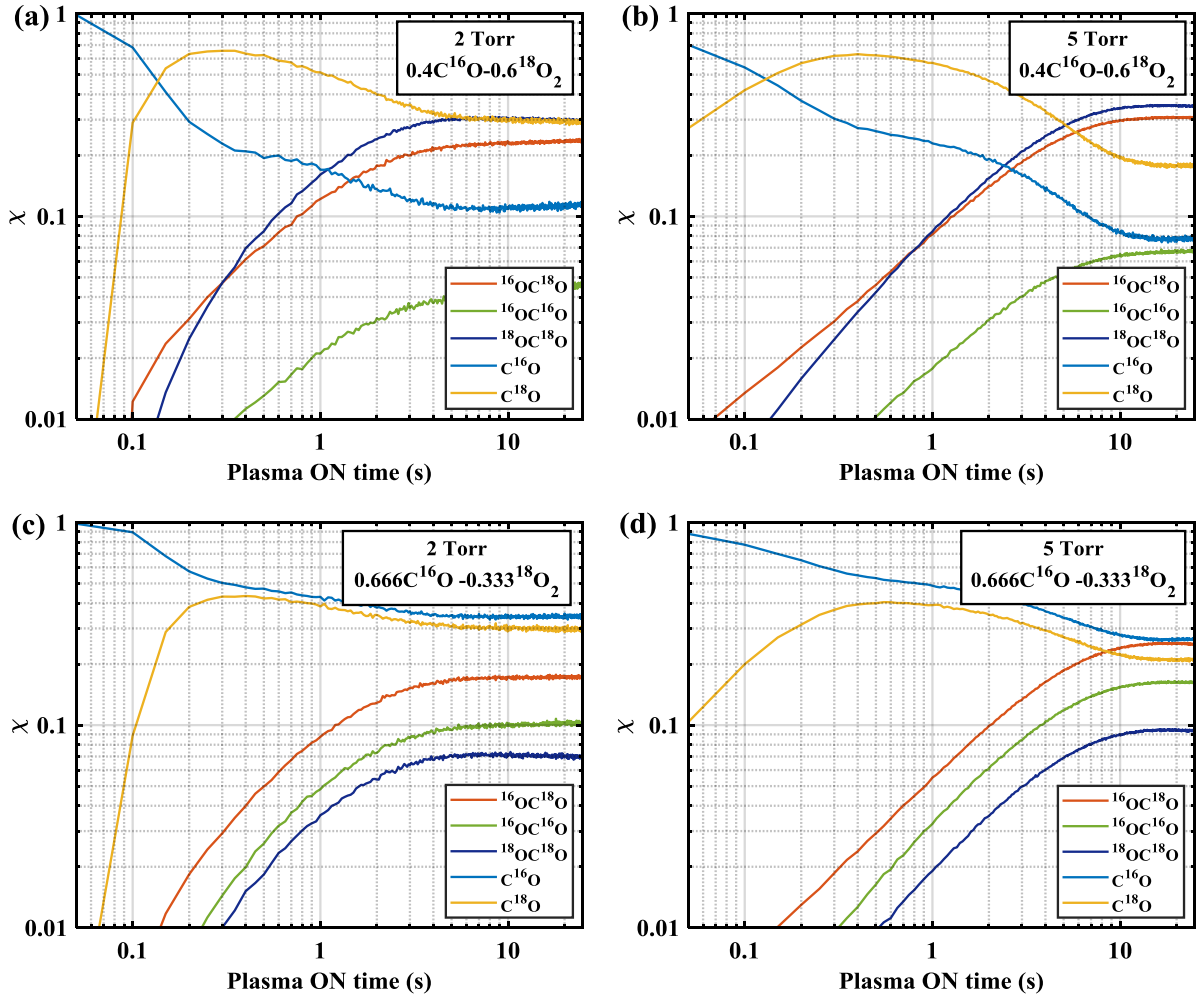 (a)
2 Torr
0.4C¹⁶O-0.6¹⁸O₂
1
0.1
0.01
χ
¹⁶OC¹⁸O
¹⁶OC¹⁶O
¹⁸OC¹⁸O
C¹⁶O
C¹⁸O
0.1 1 10
Plasma ON time (s)
(b)
5 Torr
0.4C¹⁶O-0.6¹⁸O₂
1
0.1
0.01
χ
¹⁶OC¹⁸O
¹⁶OC¹⁶O
¹⁸OC¹⁸O
C¹⁶O
C¹⁸O
0.1 1 10
Plasma ON time (s)
(c)
2 Torr
0.666C¹⁶O -0.333¹⁸O₂
1
0.1
0.01
χ
¹⁶OC¹⁸O
¹⁶OC¹⁶O
¹⁸OC¹⁸O
C¹⁶O
C¹⁸O
0.1 1 10
Plasma ON time (s)
(d)
5 Torr
0.666C¹⁶O -0.333¹⁸O₂
1
0.1
0.01
χ
¹⁶OC¹⁸O
¹⁶OC¹⁶O
¹⁸OC¹⁸O
C¹⁶O
C¹⁸O
0.1 1 10
Plasma ON time (s)